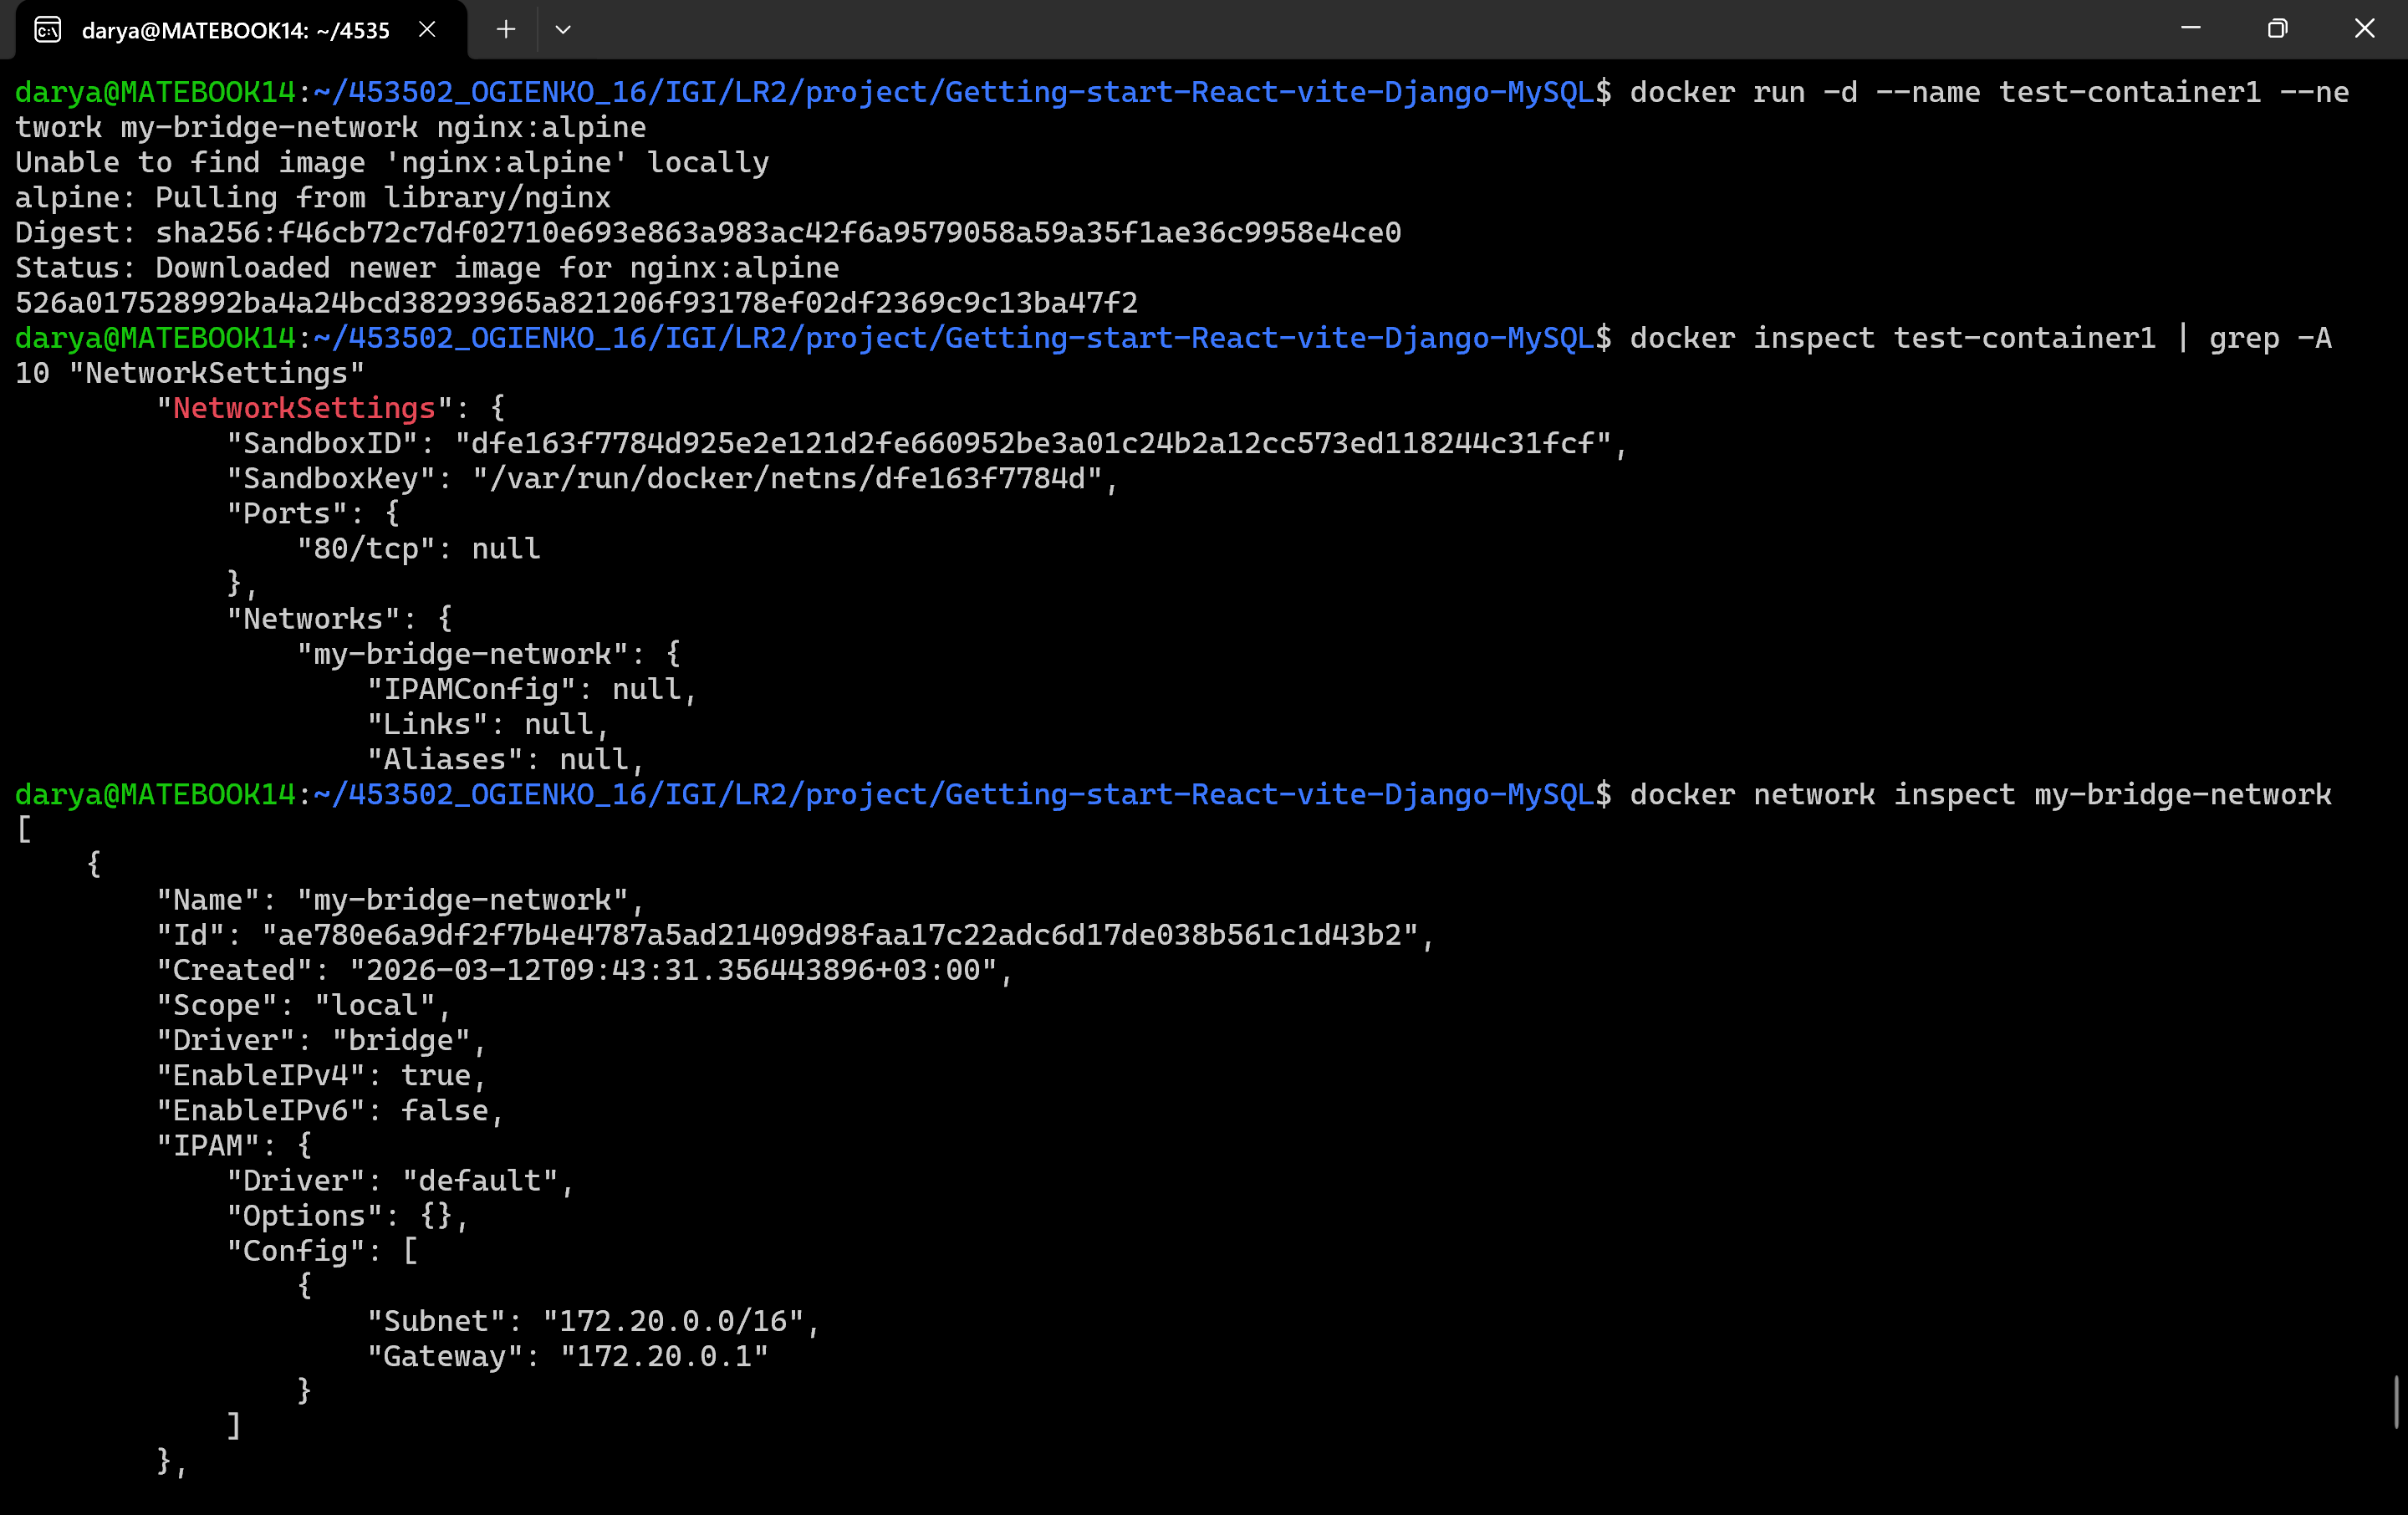 darya@MATEBOOK14: ~/4535
darya@MATEBOOK14:~/453502_OGIENKO_16/IGI/LR2/project/Getting-start-React-vite-Django-MySQL$ docker run -d --name test-container1 --ne
twork my-bridge-network nginx:alpine
Unable to find image 'nginx:alpine' locally
alpine: Pulling from library/nginx
Digest: sha256:f46cb72c7df02710e693e863a983ac42f6a9579058a59a35f1ae36c9958e4ce0
Status: Downloaded newer image for nginx:alpine
526a017528992ba4a24bcd38293965a821206f93178ef02df2369c9c13ba47f2
darya@MATEBOOK14:~/453502_OGIENKO_16/IGI/LR2/project/Getting-start-React-vite-Django-MySQL$ docker inspect test-container1 | grep -A
10 "NetworkSettings"
        "NetworkSettings": {
            "SandboxID": "dfe163f7784d925e2e121d2fe660952be3a01c24b2a12cc573ed118244c31fcf",
            "SandboxKey": "/var/run/docker/netns/dfe163f7784d",
            "Ports": {
                "80/tcp": null
            },
            "Networks": {
                "my-bridge-network": {
                    "IPAMConfig": null,
                    "Links": null,
                    "Aliases": null,
darya@MATEBOOK14:~/453502_OGIENKO_16/IGI/LR2/project/Getting-start-React-vite-Django-MySQL$ docker network inspect my-bridge-network
[
    {
        "Name": "my-bridge-network",
        "Id": "ae780e6a9df2f7b4e4787a5ad21409d98faa17c22adc6d17de038b561c1d43b2",
        "Created": "2026-03-12T09:43:31.356443896+03:00",
        "Scope": "local",
        "Driver": "bridge",
        "EnableIPv4": true,
        "EnableIPv6": false,
        "IPAM": {
            "Driver": "default",
            "Options": {},
            "Config": [
                {
                    "Subnet": "172.20.0.0/16",
                    "Gateway": "172.20.0.1"
                }
            ]
        },